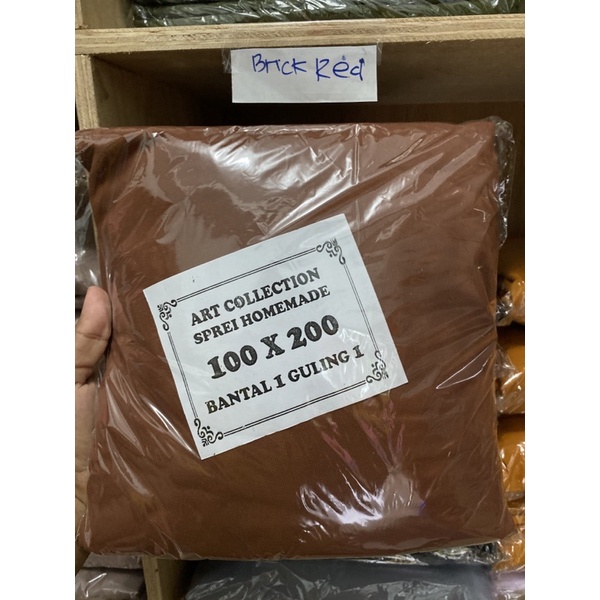 Brick Red
ART COLLECTION
SPREI HOMEMADE
100 X 200
BANTAL 1 GULING 1